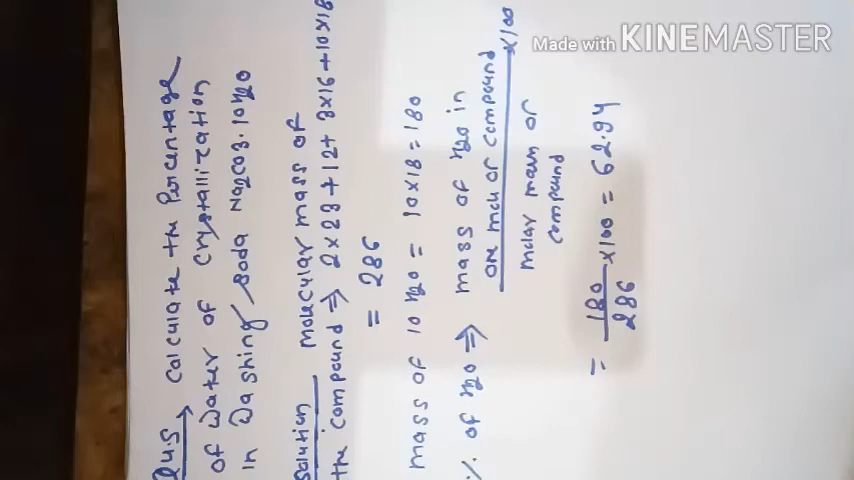 Ques → Calculate the Percentage
of Water of Crystallization
in Washing soda Na2CO3.10H2O
Solution Molecular mass of
the compound ⇒ 2×23+12+3×16+10×18
= 286
mass of 10 H2O = 10×18=180
% of H2O ⇒ mass of H2O in
one mole of compound ×100
molar mass of
compound
= 180/286 ×100 = 62.94
Made with KINEMASTER